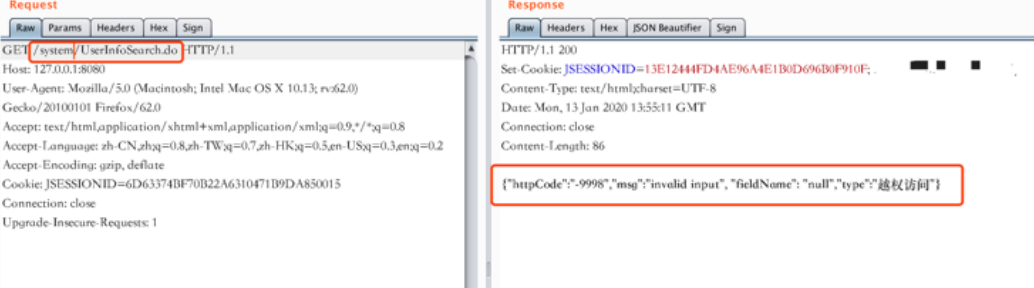 Request
Raw Params Headers Hex Sign
GET /system/UserInfoSearch.do HTTP/1.1
Host: 127.0.0.1:8080
User-Agent: Mozilla/5.0 (Macintosh; Intel Mac OS X 10.13; rv:62.0)
Gecko/20100101 Firefox/62.0
Accept: text/html,application/xhtml+xml,application/xml;q=0.9,*/*;q=0.8
Accept-Language: zh-CN,zh;q=0.8,zh-TW;q=0.7,zh-HK;q=0.5,en-US;q=0.3,en;q=0.2
Accept-Encoding: gzip, deflate
Cookie: JSESSIONID=6D63374BF70B22A6310471B9DA850015
Connection: close
Upgrade-Insecure-Requests: 1
Response
Raw Headers Hex JSON Beautifier Sign
HTTP/1.1 200
Set-Cookie: JSESSIONID=13E12444FD4AE96A4E1B0D696B0F910F;
Content-Type: text/html;charset=UTF-8
Date: Mon, 13 Jan 2020 13:55:11 GMT
Connection: close
Content-Length: 86
{"httpCode":"-9998","msg":"invalid input", "fieldName": "null","type":"越权访问"}